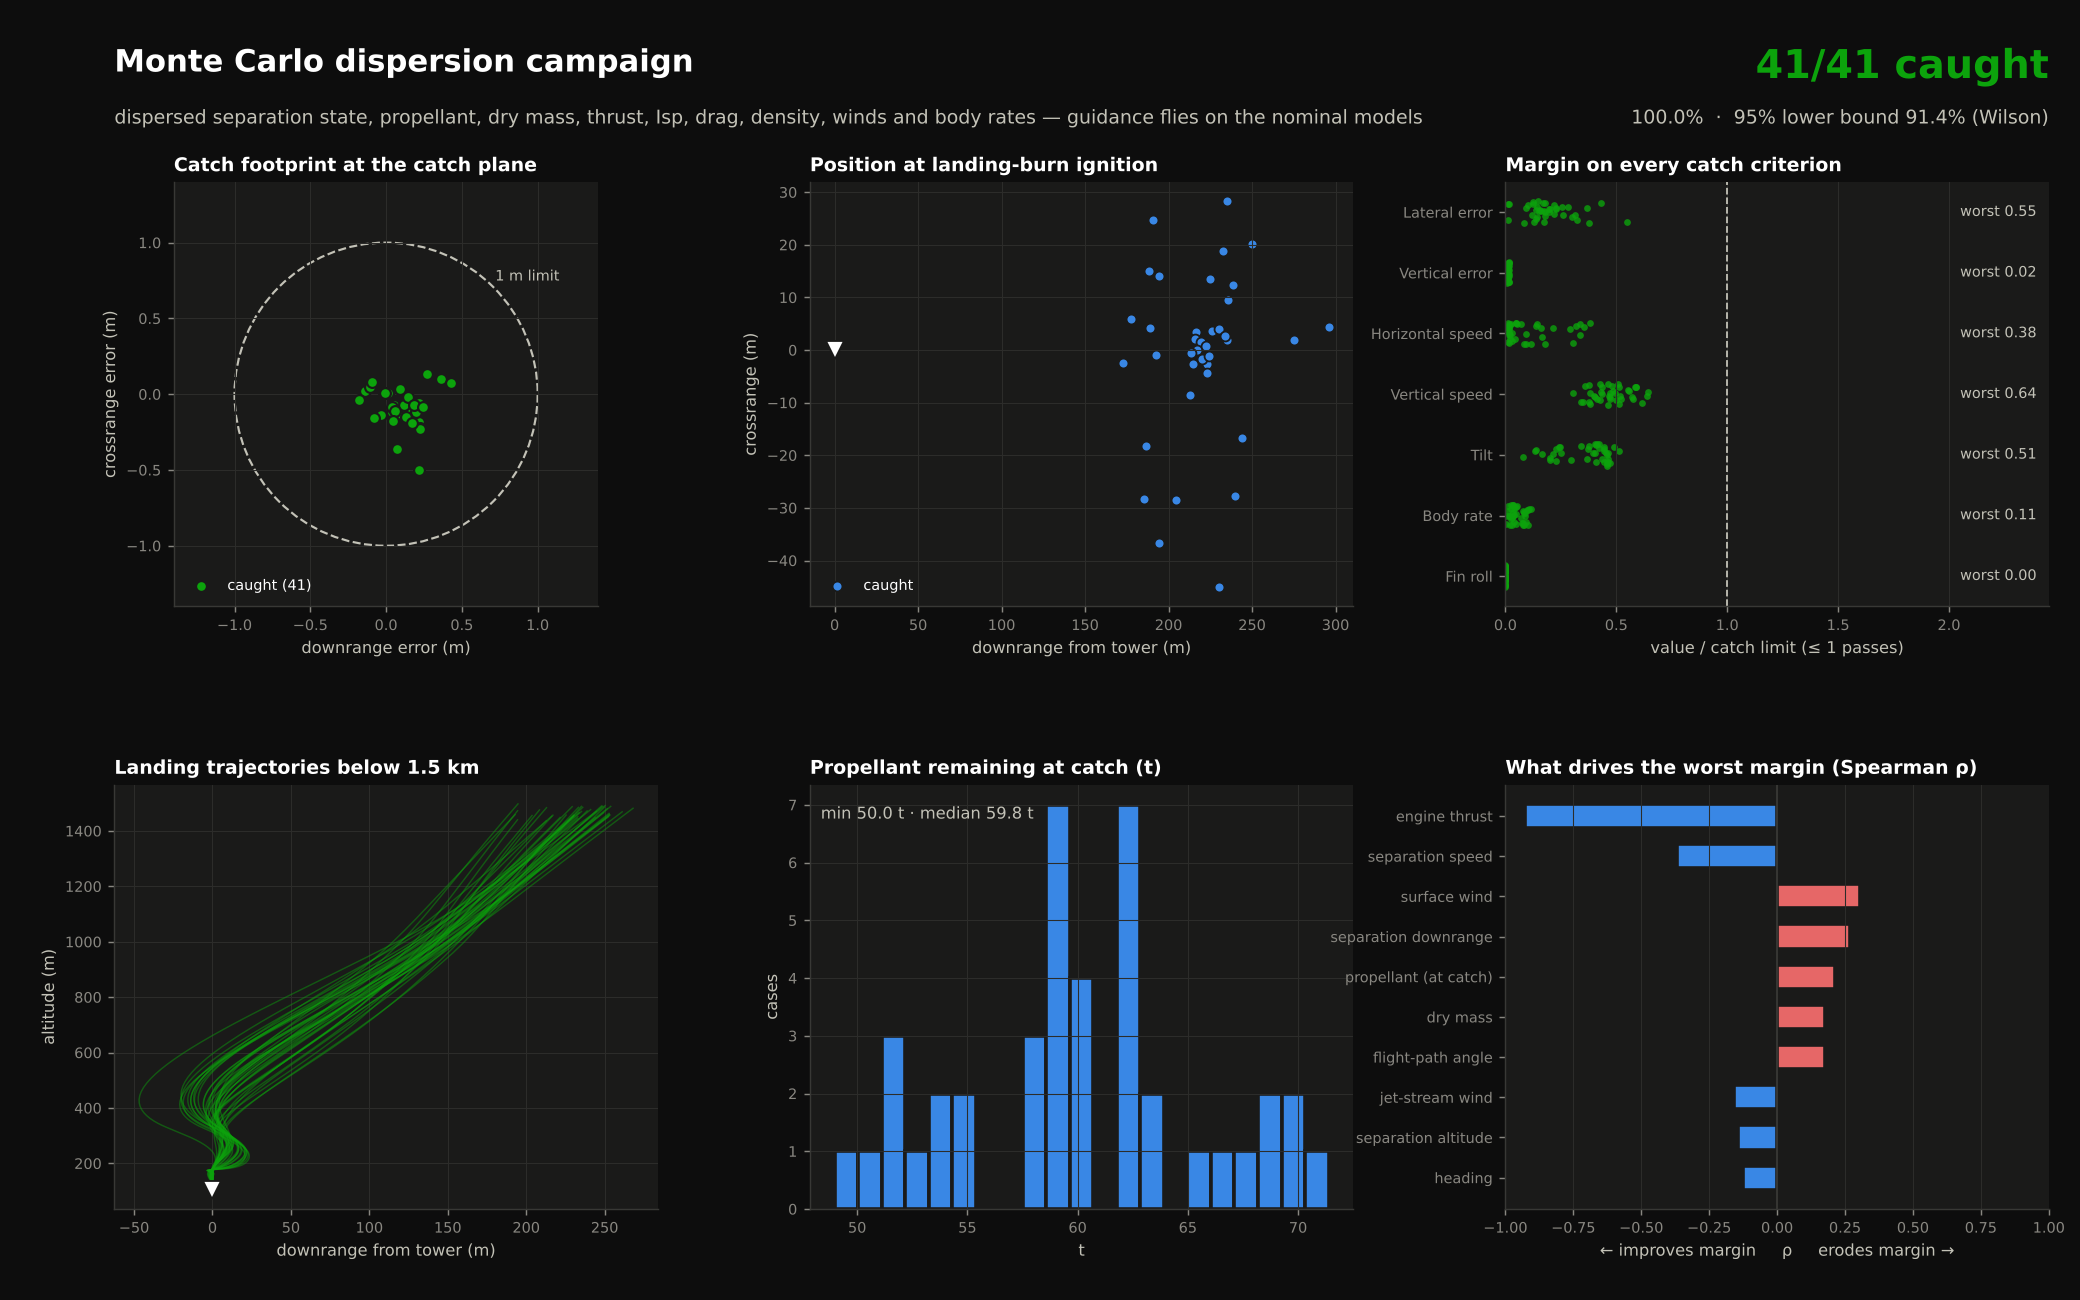 Monte Carlo dispersion campaign
41/41 caught
dispersed separation state, propellant, dry mass, thrust, Isp, drag, density, winds and body rates — guidance flies on the nominal models
100.0% · 95% lower bound 91.4% (Wilson)
Catch footprint at the catch plane
1.0
0.5
0.0
−0.5
−1.0
crossrange error (m)
1 m limit
caught (41)
−1.0
−0.5
0.0
0.5
1.0
downrange error (m)
Position at landing-burn ignition
30
20
10
0
−10
−20
−30
−40
crossrange (m)
caught
0
50
100
150
200
250
300
downrange from tower (m)
Margin on every catch criterion
Lateral error
worst 0.55
Vertical error
worst 0.02
Horizontal speed
worst 0.38
Vertical speed
worst 0.64
Tilt
worst 0.51
Body rate
worst 0.11
Fin roll
worst 0.00
0.0
0.5
1.0
1.5
2.0
value / catch limit (≤ 1 passes)
Landing trajectories below 1.5 km
1400
1200
1000
800
600
400
200
altitude (m)
−50
0
50
100
150
200
250
downrange from tower (m)
Propellant remaining at catch (t)
min 50.0 t · median 59.8 t
7
6
5
4
3
2
1
0
cases
50
55
60
65
70
t
What drives the worst margin (Spearman ρ)
engine thrust
separation speed
surface wind
separation downrange
propellant (at catch)
dry mass
flight-path angle
jet-stream wind
separation altitude
heading
−1.00
−0.75
−0.50
−0.25
0.00
0.25
0.50
0.75
1.00
← improves margin ρ erodes margin →